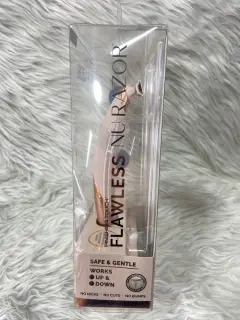 FLAWLESS NU RAZOR
SAFE & GENTLE
WORKS
UP &
DOWN
NO NICKS · NO CUTS · NO BUMPS